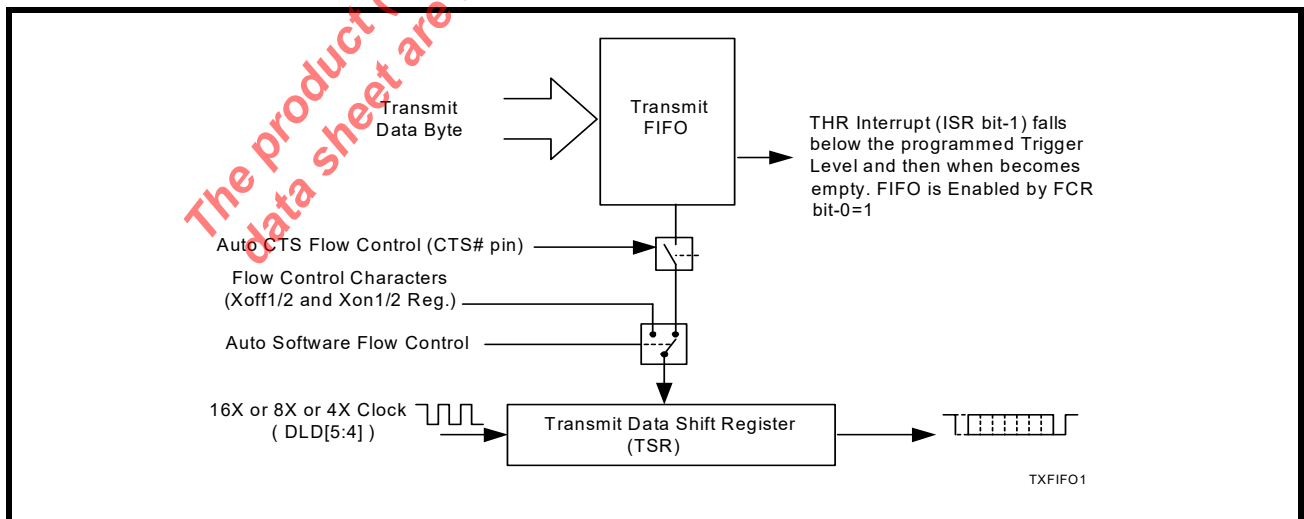 The product (
data sheet are
Transmit
Data Byte
Transmit
FIFO
THR Interrupt (ISR bit-1) falls
below the programmed Trigger
Level and then when becomes
empty. FIFO is Enabled by FCR
bit-0=1
Auto CTS Flow Control (CTS# pin)
Flow Control Characters
(Xoff1/2 and Xon1/2 Reg.)
Auto Software Flow Control
16X or 8X or 4X Clock
( DLD[5:4] )
Transmit Data Shift Register
(TSR)
TXFIFO1